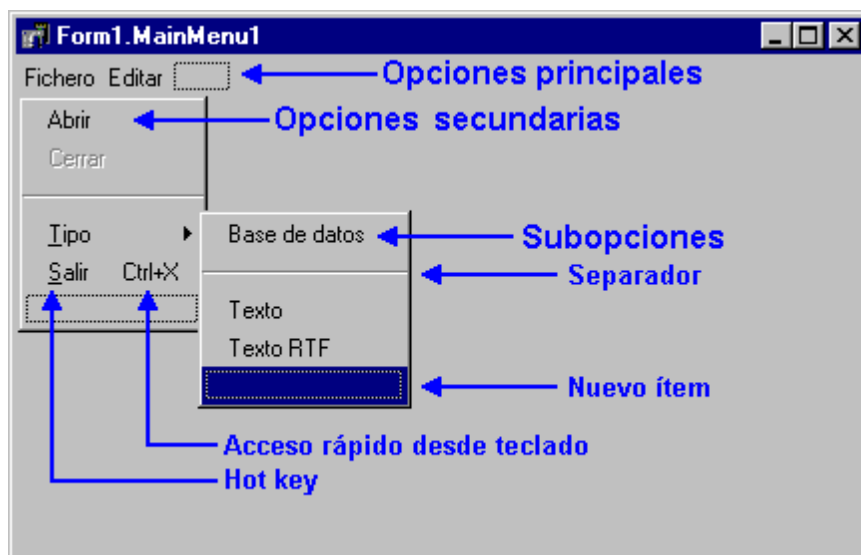 Form1.MainMenu1
Fichero Editar
Opciones principales
Abrir
Opciones secundarias
Cerrar
Tipo
Base de datos
Subopciones
Salir Ctrl+X
Separador
Texto
Texto RTF
Nuevo ítem
Acceso rápido desde teclado
Hot key